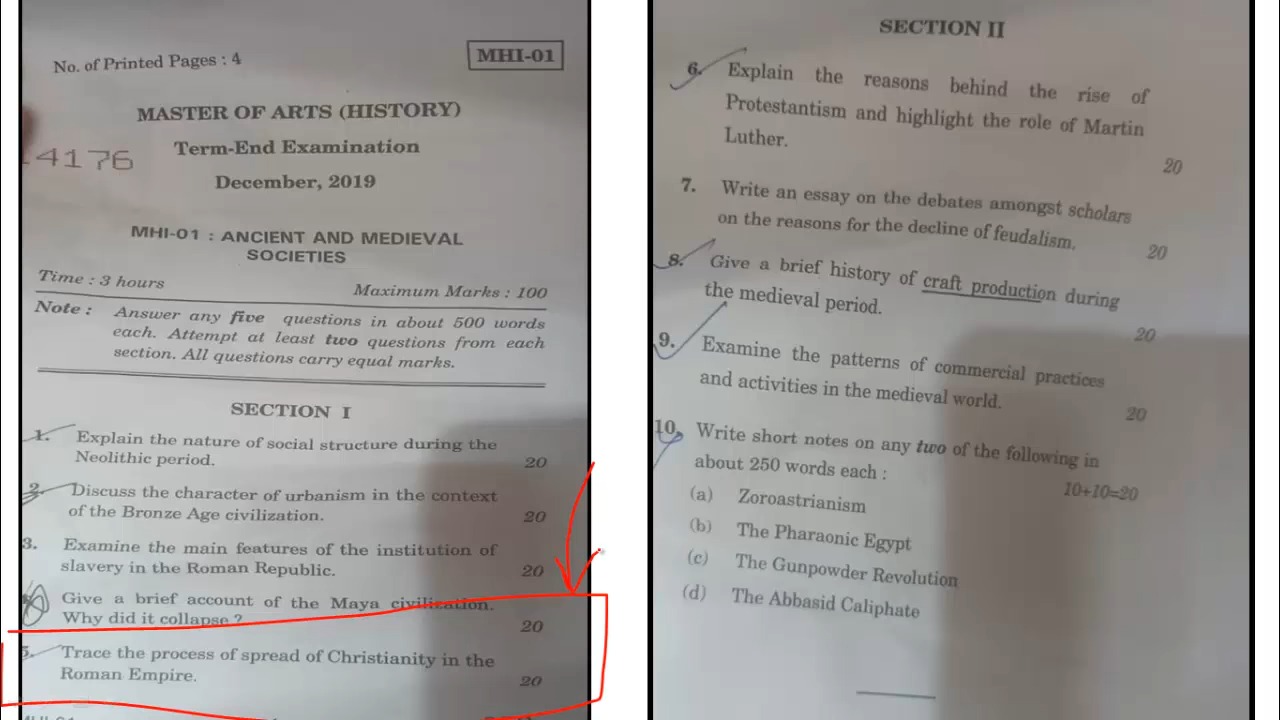 No. of Printed Pages : 4
MHI-01
MASTER OF ARTS (HISTORY)
4176
Term-End Examination
December, 2019
MHI-01 : ANCIENT AND MEDIEVAL
SOCIETIES
Time : 3 hours
Maximum Marks : 100
Note : Answer any five questions in about 500 words
each. Attempt at least two questions from each
section. All questions carry equal marks.
SECTION I
1. Explain the nature of social structure during the
Neolithic period. 20
2. Discuss the character of urbanism in the context
of the Bronze Age civilization. 20
3. Examine the main features of the institution of
slavery in the Roman Republic. 20
Give a brief account of the Maya civilization.
Why did it collapse ? 20
5. Trace the process of spread of Christianity in the
Roman Empire. 20
SECTION II
6. Explain the reasons behind the rise of
Protestantism and highlight the role of Martin
Luther. 20
7. Write an essay on the debates amongst scholars
on the reasons for the decline of feudalism. 20
8. Give a brief history of craft production during
the medieval period. 20
9. Examine the patterns of commercial practices
and activities in the medieval world. 20
10. Write short notes on any two of the following in
about 250 words each : 10+10=20
(a) Zoroastrianism
(b) The Pharaonic Egypt
(c) The Gunpowder Revolution
(d) The Abbasid Caliphate